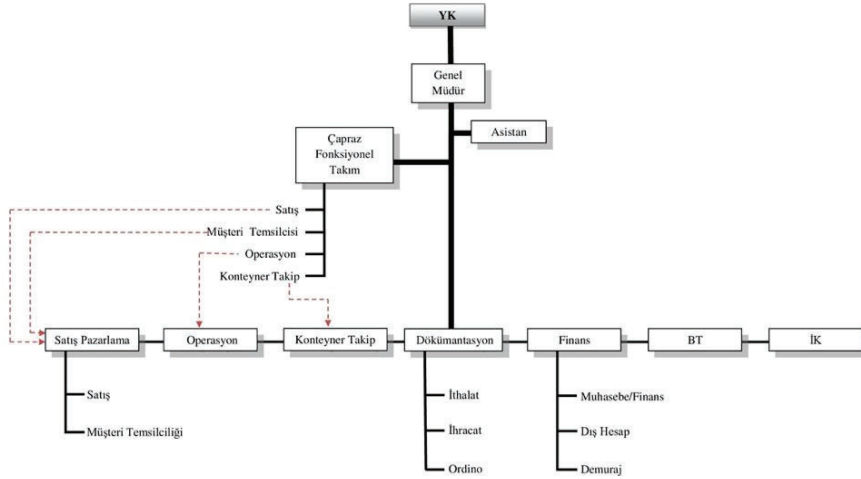 YK
Genel
Müdür
Asistan
Çapraz
Fonksiyonel
Takım
Satış
Müşteri Temsilcisi
Operasyon
Konteyner Takip
Satış Pazarlama
Operasyon
Konteyner Takip
Dökümantasyon
Finans
BT
İK
Satış
Müşteri Temsilciliği
İthalat
İhracat
Ordino
Muhasebe/Finans
Dış Hesap
Demuraj